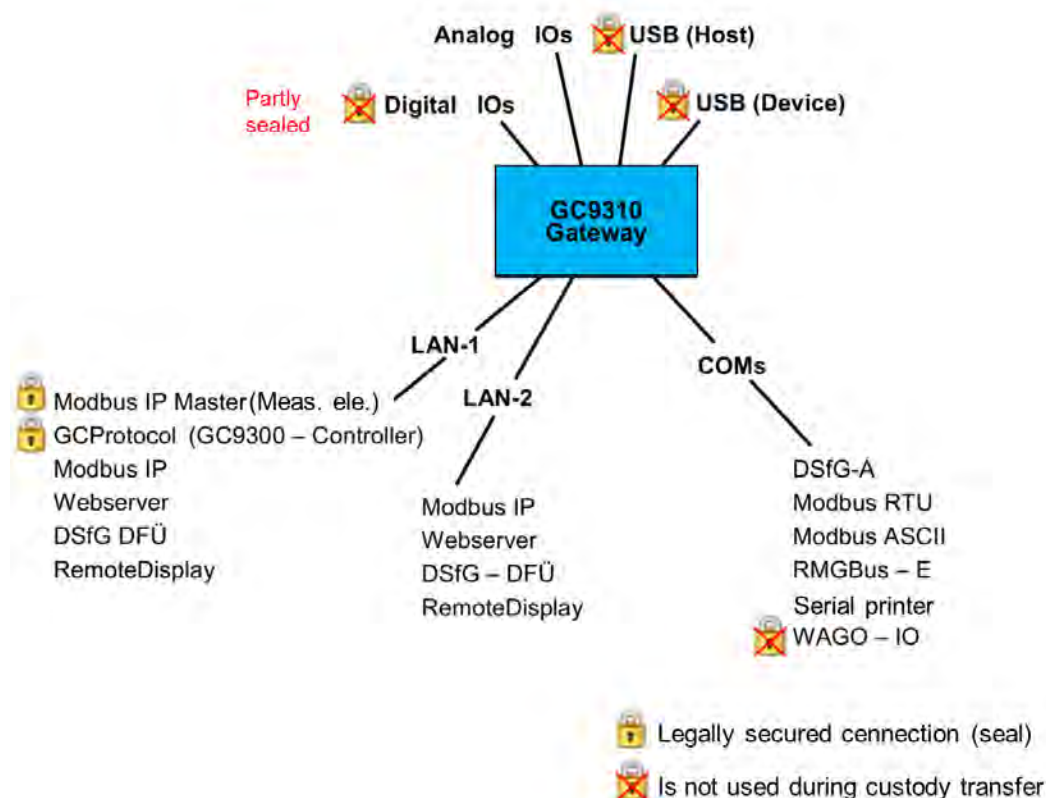 Analog IOs
USB (Host)
Partly
sealed
Digital IOs
USB (Device)
GC9310
Gateway
LAN-1
LAN-2
COMs
Modbus IP Master(Meas. ele.)
GCProtocol (GC9300 – Controller)
Modbus IP
Webserver
DSfG DFÜ
RemoteDisplay
Modbus IP
Webserver
DSfG – DFÜ
RemoteDisplay
DSfG-A
Modbus RTU
Modbus ASCII
RMGBus – E
Serial printer
WAGO – IO
Legally secured cennection (seal)
Is not used during custody transfer